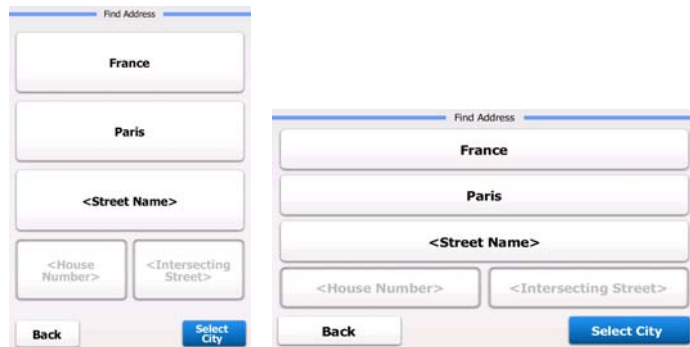 Find Address
France
Paris
<Street Name>
<House
Number>
<Intersecting
Street>
Back
Select
City
Find Address
France
Paris
<Street Name>
<House Number>
<Intersecting Street>
Back
Select City